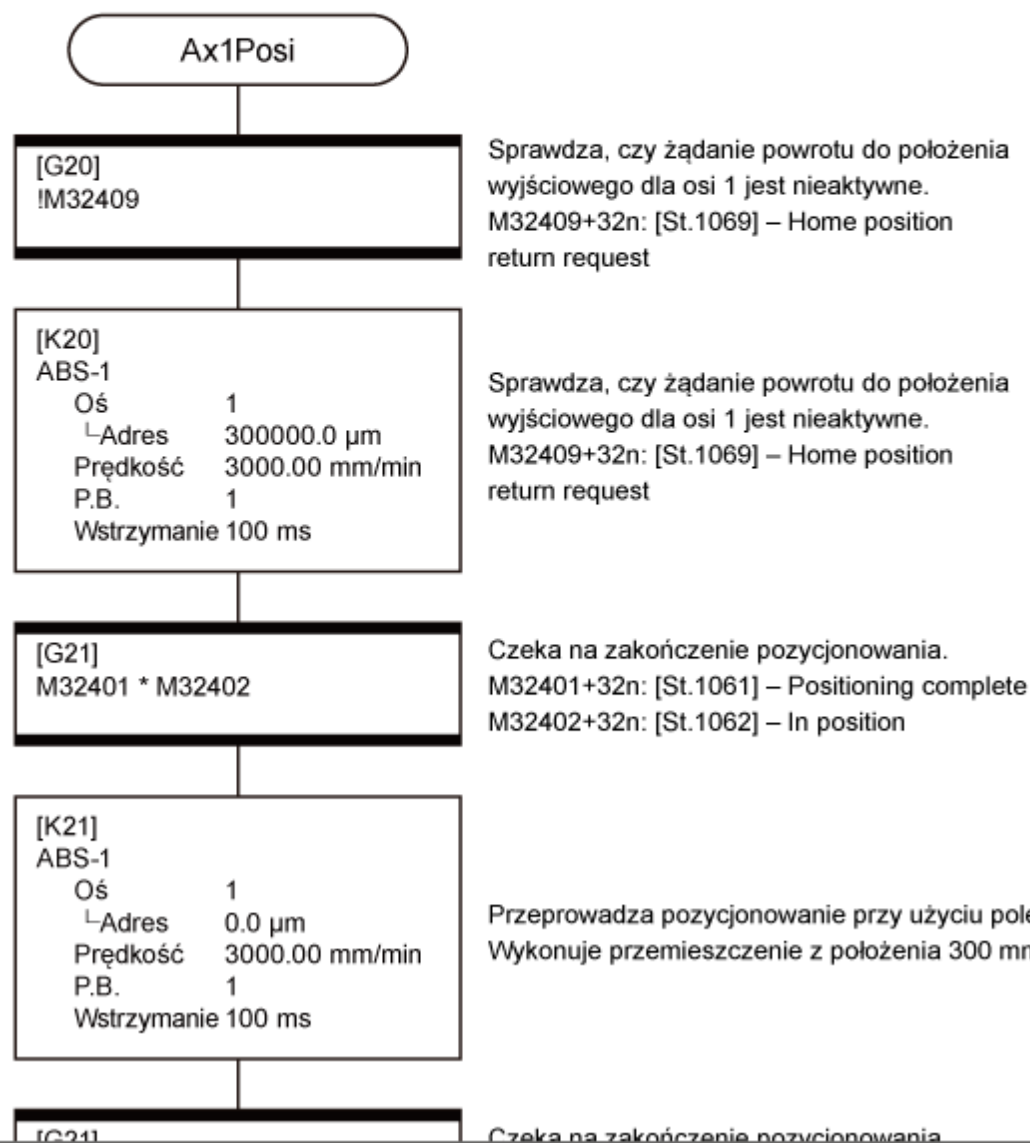 Ax1Posi
[G20]
!M32409
Sprawdza, czy żądanie powrotu do położenia
wyjściowego dla osi 1 jest nieaktywne.
M32409+32n: [St.1069] – Home position
return request
[K20]
ABS-1
Oś 1
└Adres 300000.0 µm
Prędkość 3000.00 mm/min
P.B. 1
Wstrzymanie 100 ms
Sprawdza, czy żądanie powrotu do położenia
wyjściowego dla osi 1 jest nieaktywne.
M32409+32n: [St.1069] – Home position
return request
[G21]
M32401 * M32402
Czeka na zakończenie pozycjonowania.
M32401+32n: [St.1061] – Positioning complete
M32402+32n: [St.1062] – In position
[K21]
ABS-1
Oś 1
└Adres 0.0 µm
Prędkość 3000.00 mm/min
P.B. 1
Wstrzymanie 100 ms
Przeprowadza pozycjonowanie przy użyciu
Wykonuje przemieszczenie z położenia 300
[G21]
Czeka na zakończenie pozycjonowania